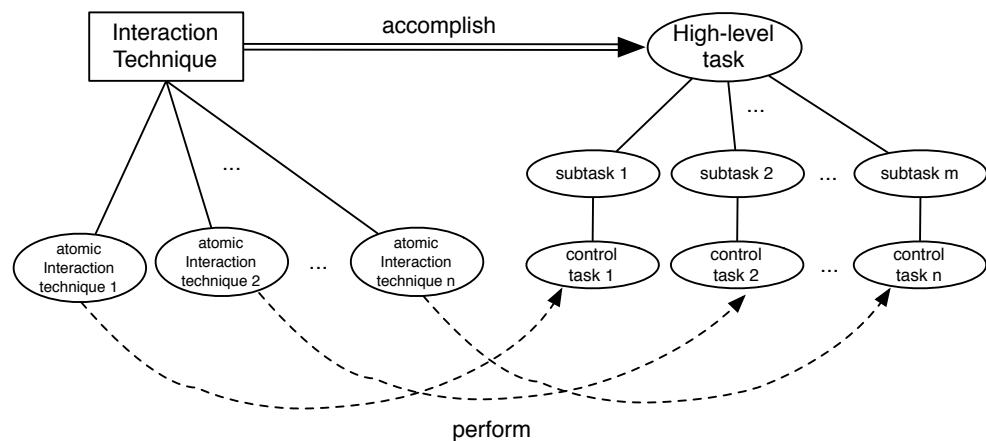 Interaction
Technique
accomplish
High-level
task
...
...
subtask 1
subtask 2
...
subtask m
atomic
Interaction
technique 1
atomic
Interaction
technique 2
...
atomic
Interaction
technique n
control
task 1
control
task 2
...
control
task n
perform